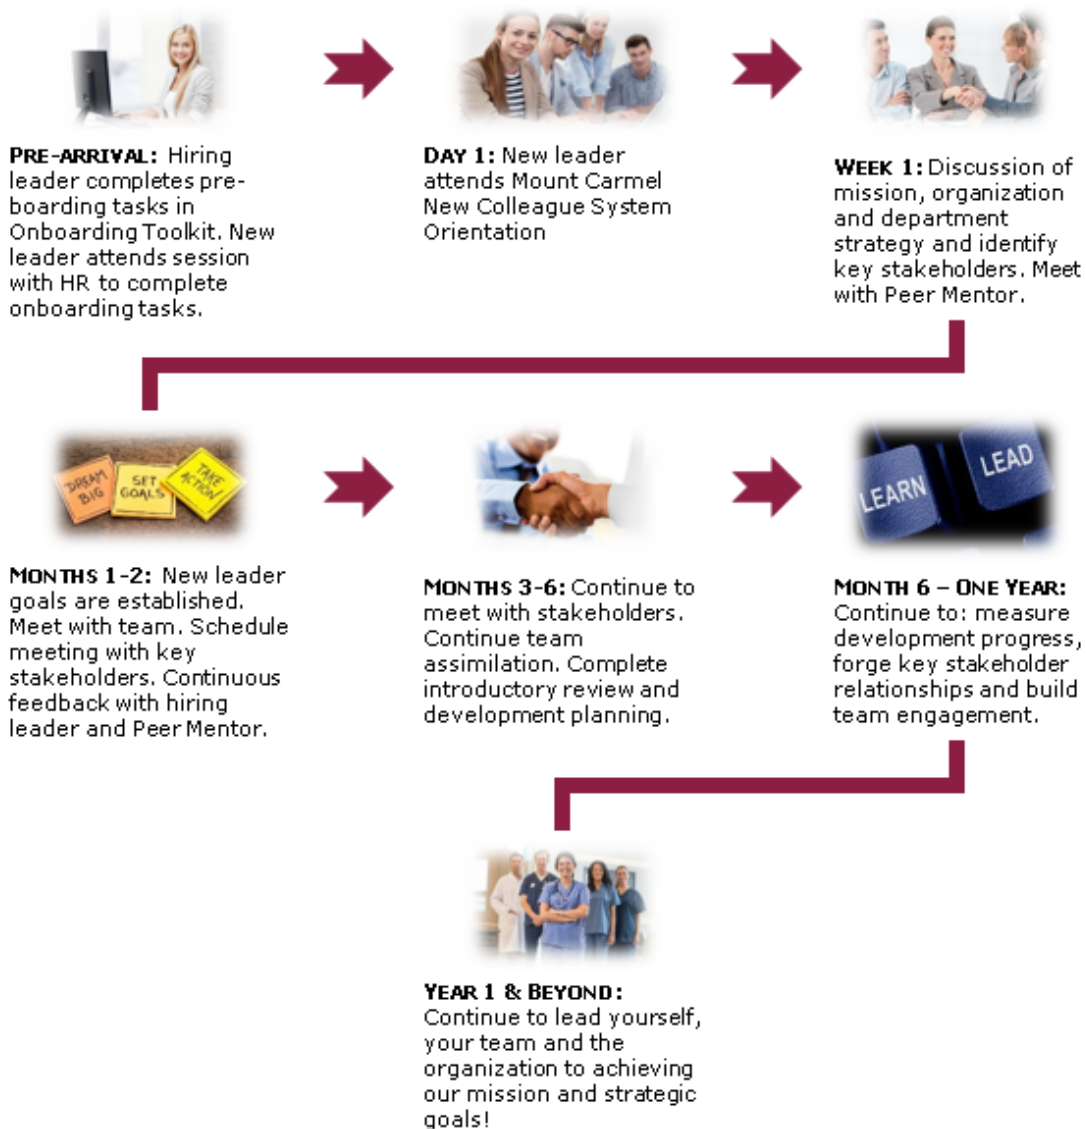 PRE-ARRIVAL: Hiring
leader completes pre-
boarding tasks in
Onboarding Toolkit. New
leader attends session
with HR to complete
onboarding tasks.
DAY 1: New leader
attends Mount Carmel
New Colleague System
Orientation
WEEK 1: Discussion of
mission, organization
and department
strategy and identify
key stakeholders. Meet
with Peer Mentor.
DREAM
BIG
SET
GOALS
TAKE
ACTION!
LEARN
LEAD
MONTHS 1-2: New leader
goals are established.
Meet with team. Schedule
meeting with key
stakeholders. Continuous
feedback with hiring
leader and Peer Mentor.
MONTHS 3-6: Continue to
meet with stakeholders.
Continue team
assimilation. Complete
introductory review and
development planning.
MONTH 6 – ONE YEAR:
Continue to: measure
development progress,
forge key stakeholder
relationships and build
team engagement.
YEAR 1 & BEYOND:
Continue to lead yourself,
your team and the
organization to achieving
our mission and strategic
goals!